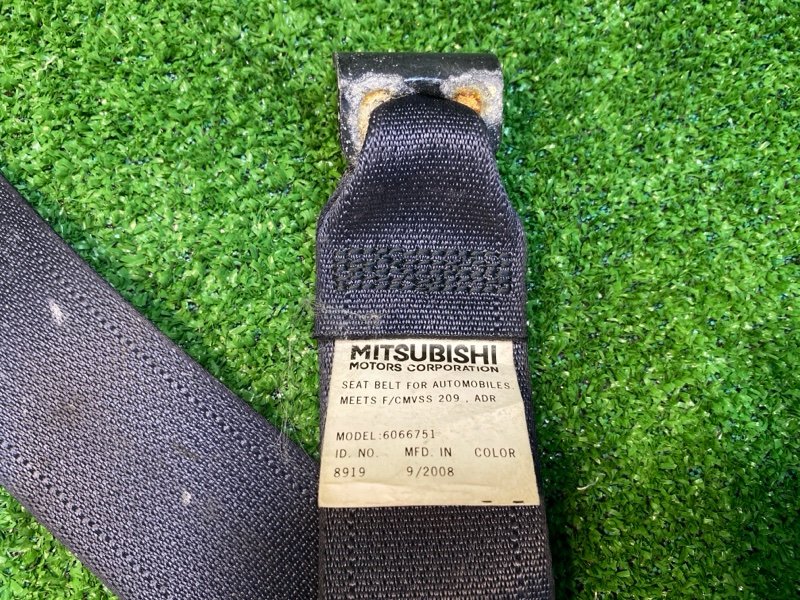 MITSUBISHI
MOTORS CORPORATION
SEAT BELT FOR AUTOMOBILES
MEETS F/CMVSS 209 , ADR
MODEL:6066751
ID. NO. MFD. IN COLOR
8919 9/2008